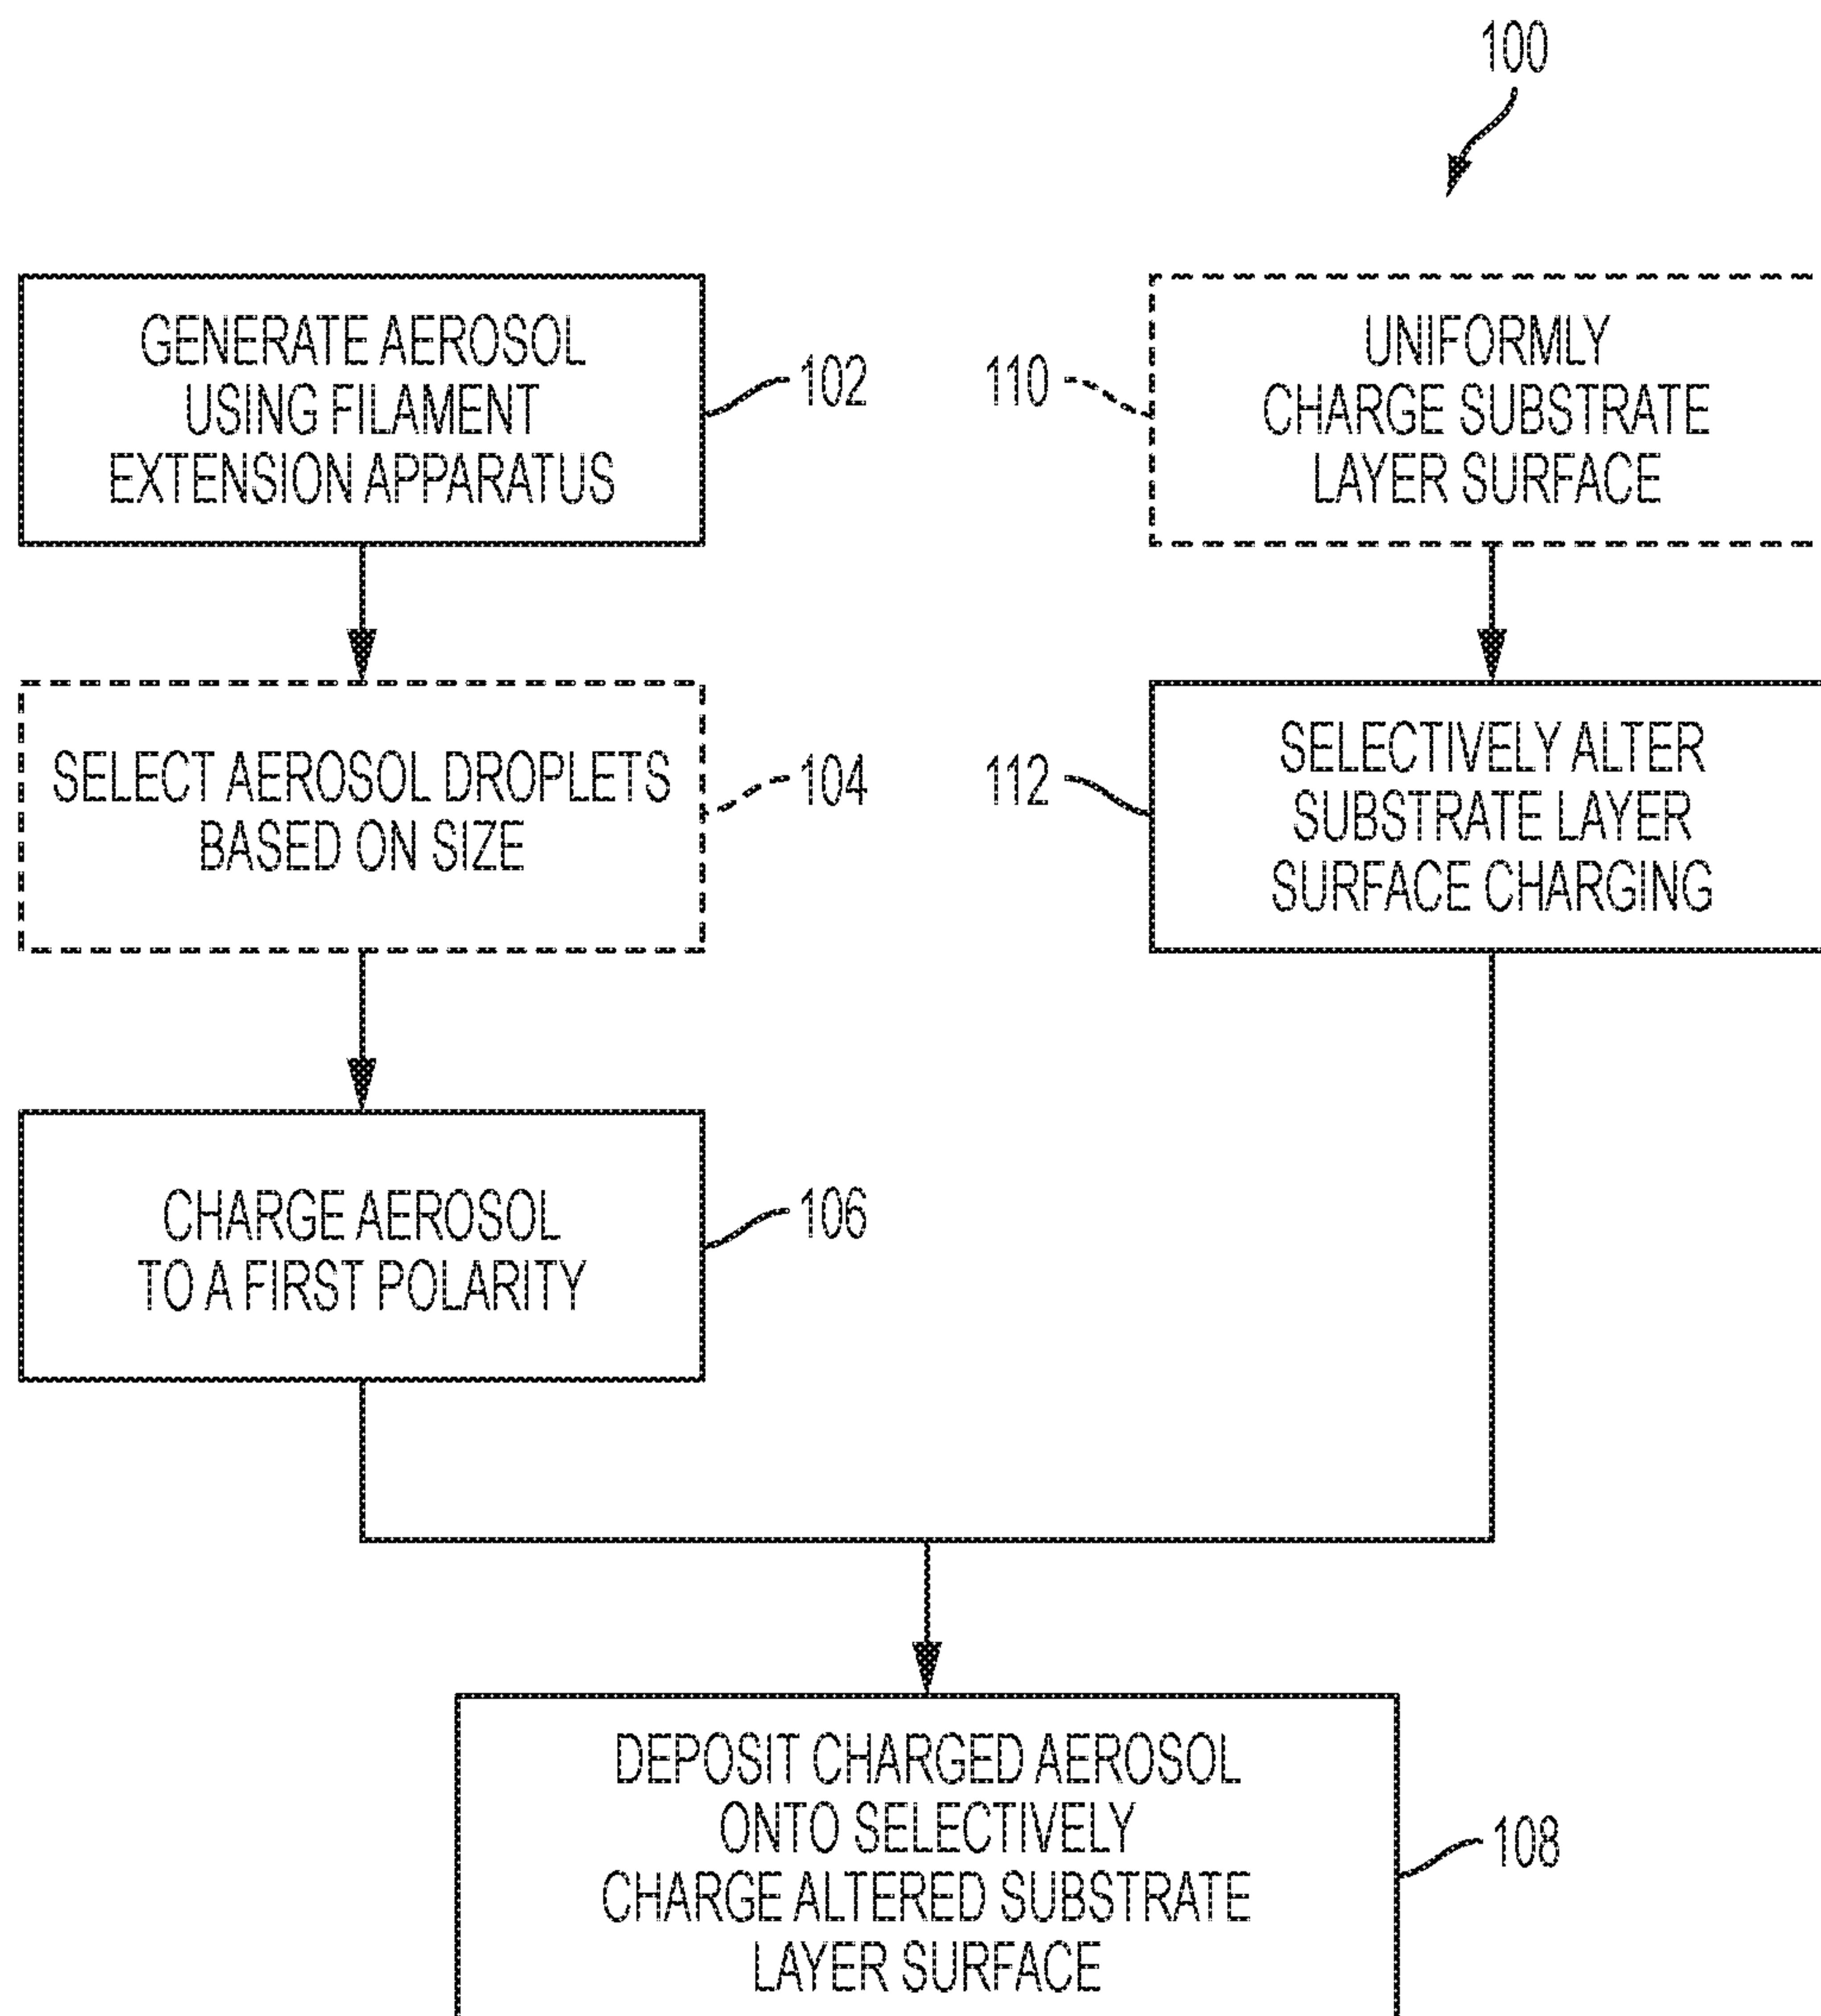 100
GENERATE AEROSOL
USING FILAMENT
EXTENSION APPARATUS
102
110
UNIFORMLY
CHARGE SUBSTRATE
LAYER SURFACE
SELECT AEROSOL DROPLETS
BASED ON SIZE
104
112
SELECTIVELY ALTER
SUBSTRATE LAYER
SURFACE CHARGING
CHARGE AEROSOL
TO A FIRST POLARITY
106
DEPOSIT CHARGED AEROSOL
ONTO SELECTIVELY
CHARGE ALTERED SUBSTRATE
LAYER SURFACE
108